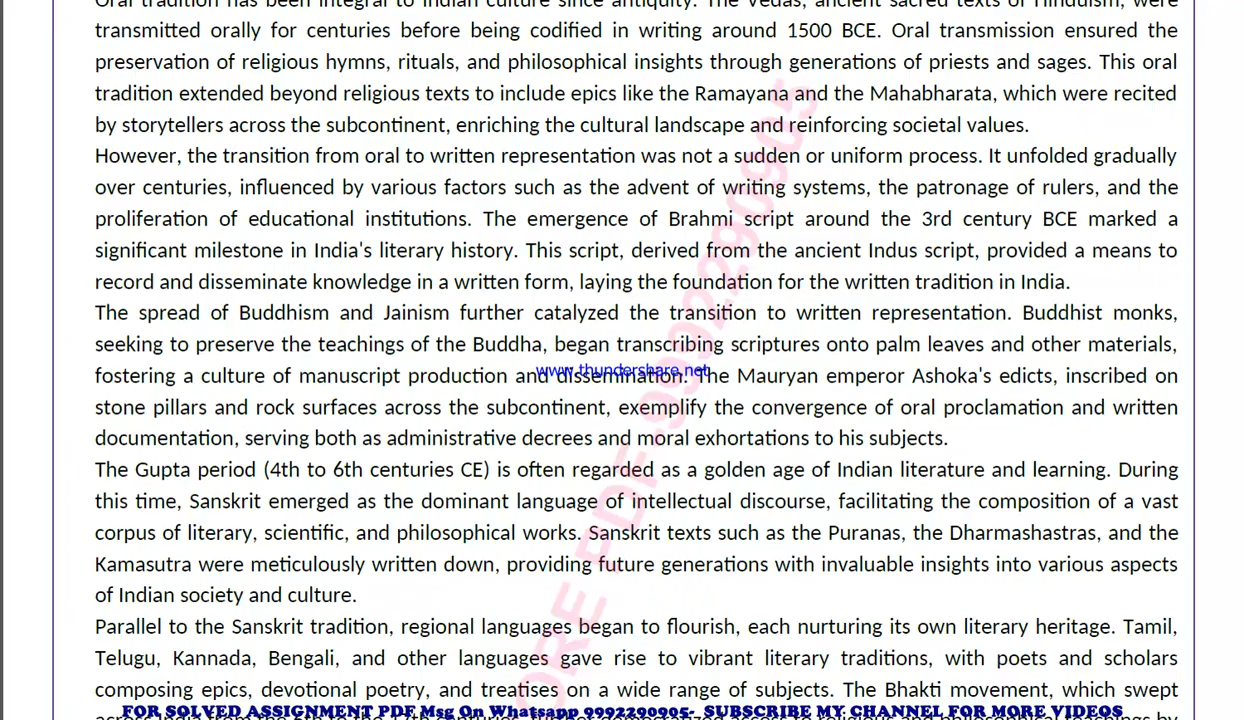 Oral tradition has been integral to Indian culture since antiquity. The Vedas, ancient sacred texts of Hinduism, were
transmitted orally for centuries before being codified in writing around 1500 BCE. Oral transmission ensured the
preservation of religious hymns, rituals, and philosophical insights through generations of priests and sages. This oral
tradition extended beyond religious texts to include epics like the Ramayana and the Mahabharata, which were recited
by storytellers across the subcontinent, enriching the cultural landscape and reinforcing societal values.
However, the transition from oral to written representation was not a sudden or uniform process. It unfolded gradually
over centuries, influenced by various factors such as the advent of writing systems, the patronage of rulers, and the
proliferation of educational institutions. The emergence of Brahmi script around the 3rd century BCE marked a
significant milestone in India's literary history. This script, derived from the ancient Indus script, provided a means to
record and disseminate knowledge in a written form, laying the foundation for the written tradition in India.
The spread of Buddhism and Jainism further catalyzed the transition to written representation. Buddhist monks,
seeking to preserve the teachings of the Buddha, began transcribing scriptures onto palm leaves and other materials,
www.thundershare.net
fostering a culture of manuscript production and dissemination. The Mauryan emperor Ashoka's edicts, inscribed on
stone pillars and rock surfaces across the subcontinent, exemplify the convergence of oral proclamation and written
documentation, serving both as administrative decrees and moral exhortations to his subjects.
The Gupta period (4th to 6th centuries CE) is often regarded as a golden age of Indian literature and learning. During
this time, Sanskrit emerged as the dominant language of intellectual discourse, facilitating the composition of a vast
corpus of literary, scientific, and philosophical works. Sanskrit texts such as the Puranas, the Dharmashastras, and the
Kamasutra were meticulously written down, providing future generations with invaluable insights into various aspects
of Indian society and culture.
Parallel to the Sanskrit tradition, regional languages began to flourish, each nurturing its own literary heritage. Tamil,
Telugu, Kannada, Bengali, and other languages gave rise to vibrant literary traditions, with poets and scholars
composing epics, devotional poetry, and treatises on a wide range of subjects. The Bhakti movement, which swept
FOR SOLVED ASSIGNMENT PDF Msg On Whatsapp 9992290905- SUBSCRIBE MY CHANNEL FOR MORE VIDEOS
ORE PDF-9992290905